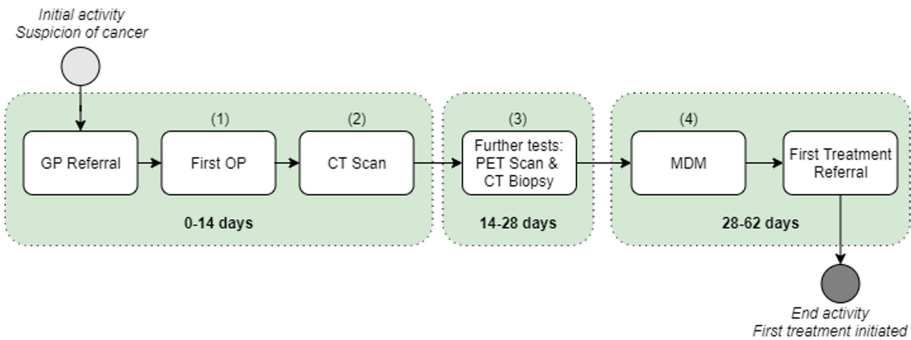 Initial activity
Suspicion of cancer
(1)
(2)
(3)
(4)
GP Referral
First OP
CT Scan
Further tests:
PET Scan &
CT Biopsy
MDM
First Treatment
Referral
0-14 days
14-28 days
28-62 days
End activity
First treatment initiated